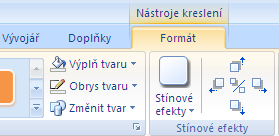 Nástroje kreslení
Vývojář Doplňky Formát
Výplň tvaru
Obrys tvaru
Změnit tvar
Stínové
efekty
Stínové efekty